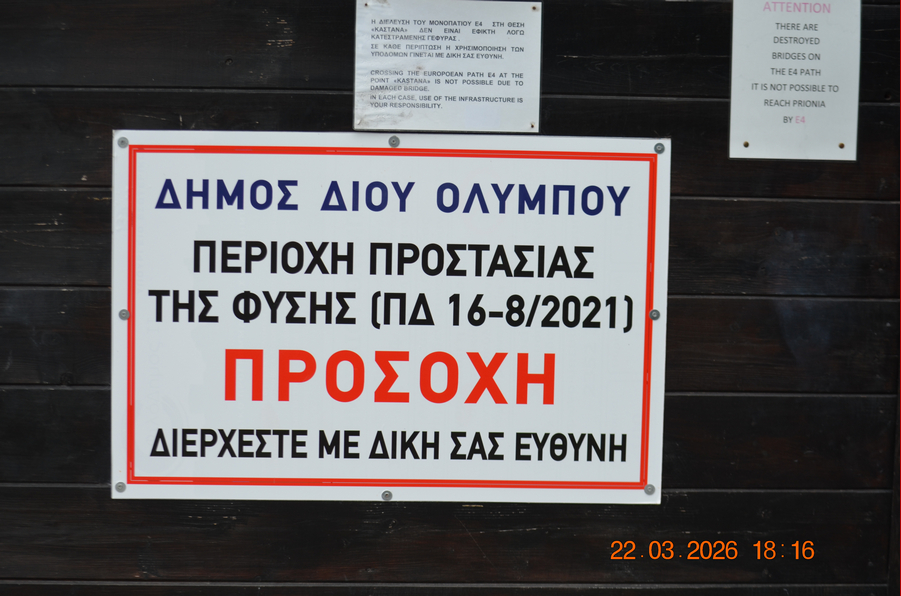 Η ΔΙΕΛΕΥΣΗ ΤΟΥ ΜΟΝΟΠΑΤΙΟΥ Ε4 ΣΤΗ ΘΕΣΗ
«ΚΑΣΤΑΝΑ» ΔΕΝ ΕΙΝΑΙ ΕΦΙΚΤΗ ΛΟΓΩ
ΚΑΤΕΣΤΡΑΜΕΝΗΣ ΓΕΦΥΡΑΣ.
ΣΕ ΚΑΘΕ ΠΕΡΙΠΤΩΣΗ Η ΧΡΗΣΙΜΟΠΟΙΗΣΗ ΤΩΝ
ΥΠΟΔΟΜΩΝ ΓΙΝΕΤΑΙ ΜΕ ΔΙΚΗ ΣΑΣ ΕΥΘΥΝΗ.
CROSSING THE EUROPOEAN PATH E4 AT THE
POINT «ΚΑΣΤΑΝΑ» IS NOT POSSIBLE DUE TO
DAMAGED BRIDGE.
IN EACH CASE, USE OF THE INFRASTRUCTURE IS
YOUR RESPONSIBILITY.
ATTENTION
THERE ARE
DESTROYED
BRIDGES ON
THE E4 PATH
IT IS NOT POSSIBLE TO
REACH PRIONIA
BY E4
ΔΗΜΟΣ ΔΙΟΥ ΟΛΥΜΠΟΥ
ΠΕΡΙΟΧΗ ΠΡΟΣΤΑΣΙΑΣ
ΤΗΣ ΦΥΣΗΣ (ΠΔ 16-8/2021)
ΠΡΟΣΟΧΗ
ΔΙΕΡΧΕΣΤΕ ΜΕ ΔΙΚΗ ΣΑΣ ΕΥΘΥΝΗ
22.03.2026 18:16